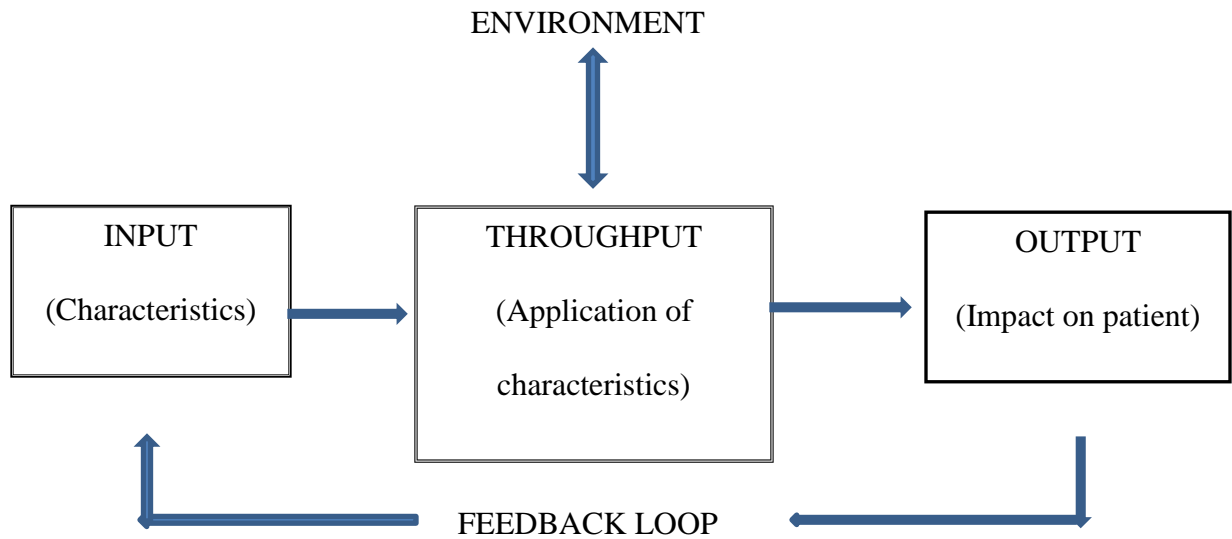 ENVIRONMENT
INPUT
(Characteristics)
THROUGHPUT
(Application of
characteristics)
OUTPUT
(Impact on patient)
FEEDBACK LOOP